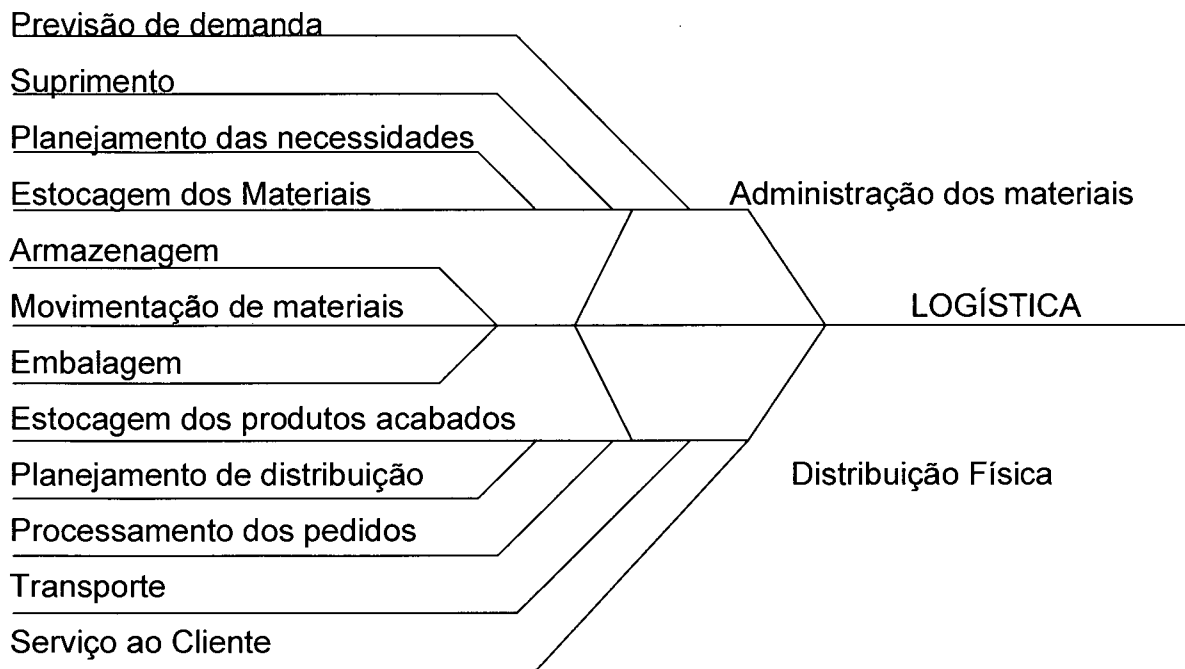 Previsão de demanda
Suprimento
Planejamento das necessidades
Estocagem dos Materiais
Administração dos materiais
Armazenagem
Movimentação de materiais
LOGÍSTICA
Embalagem
Estocagem dos produtos acabados
Planejamento de distribuição
Distribuição Física
Processamento dos pedidos
Transporte
Serviço ao Cliente